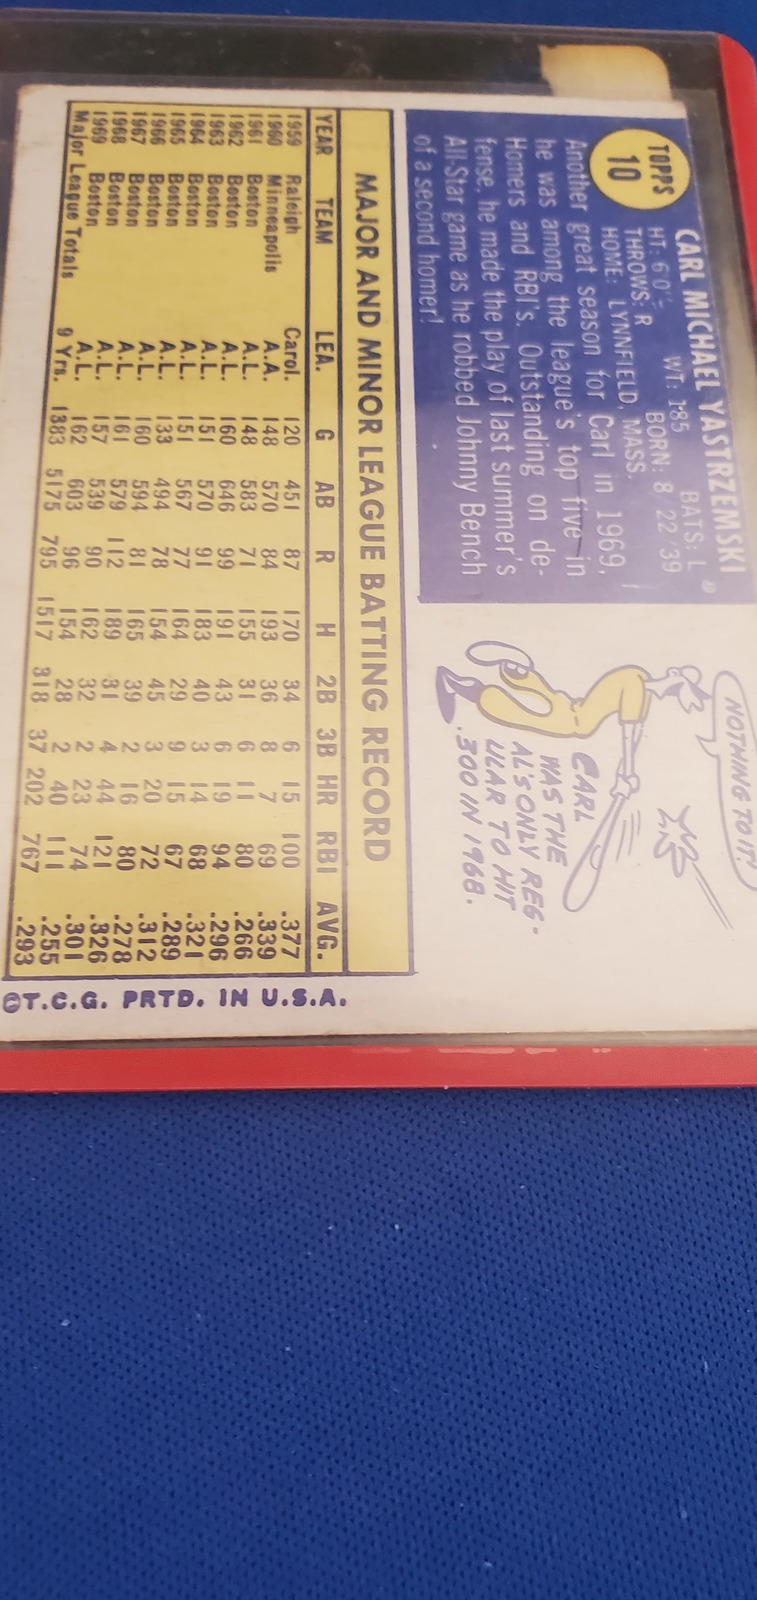 TOPPS
10
CARL MICHAEL YASTRZEMSKI
HT: 6'0" WT: 185 BATS: L
THROWS: R BORN: 8/22/39
HOME: LYNNFIELD, MASS.
Another great season for Carl in 1969,
he was among the league's top five in
Homers and RBI's. Outstanding on de-
fense, he made the play of last summer's
All-Star game as he robbed Johnny Bench
of a second homer!
NOTHING TO IT!
CARL
WAS THE
AL'S ONLY REG-
ULAR TO HIT
.300 IN 1968.
MAJOR AND MINOR LEAGUE BATTING RECORD
YEAR TEAM LEA. G AB R H 2B 3B HR RBI AVG.
1959 Raleigh Carol. 120 451 87 170 34 6 15 100 .377
1960 Minneapolis A.A. 148 570 84 193 36 8 7 69 .339
1961 Boston A.L. 148 583 71 155 31 6 11 80 .266
1962 Boston A.L. 160 646 99 191 43 6 19 94 .296
1963 Boston A.L. 151 570 91 183 40 3 14 68 .321
1964 Boston A.L. 151 567 77 164 29 9 15 67 .289
1965 Boston A.L. 133 494 78 154 45 3 20 72 .312
1966 Boston A.L. 160 594 81 165 39 2 16 80 .278
1967 Boston A.L. 161 579 112 189 31 4 44 121 .326
1968 Boston A.L. 157 539 90 162 32 2 23 74 .301
1969 Boston A.L. 162 603 96 154 28 2 40 111 .255
Major League Totals 9 Yrs. 1383 5175 795 1517 318 37 202 767 .293
©T.C.G. PRTD. IN U.S.A.